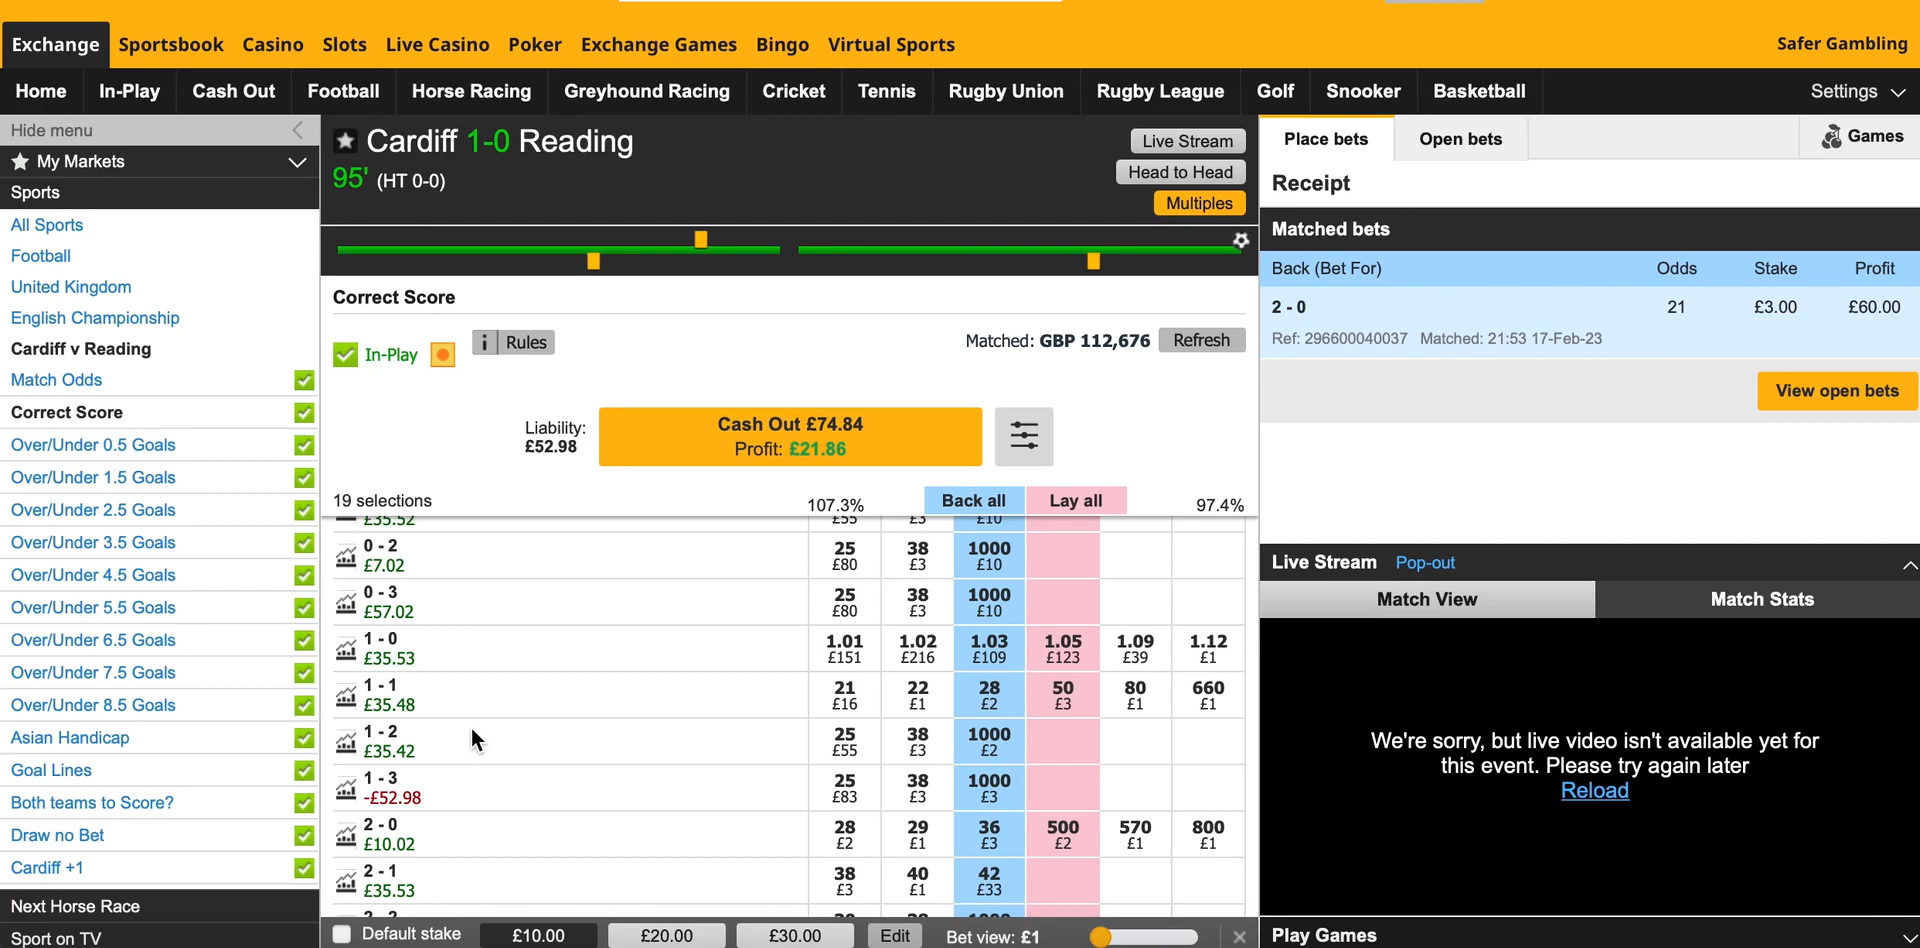 Exchange Sportsbook Casino Slots Live Casino Poker Exchange Games Bingo Virtual Sports Safer Gambling
Home In-Play Cash Out Football Horse Racing Greyhound Racing Cricket Tennis Rugby Union Rugby League Golf Snooker Basketball Settings
Hide menu
My Markets
Sports
All Sports
Football
United Kingdom
English Championship
Cardiff v Reading
Match Odds
Correct Score
Over/Under 0.5 Goals
Over/Under 1.5 Goals
Over/Under 2.5 Goals
Over/Under 3.5 Goals
Over/Under 4.5 Goals
Over/Under 5.5 Goals
Over/Under 6.5 Goals
Over/Under 7.5 Goals
Over/Under 8.5 Goals
Asian Handicap
Goal Lines
Both teams to Score?
Draw no Bet
Cardiff +1
Next Horse Race
Sport on TV
Cardiff 1-0 Reading
95' (HT 0-0)
Live Stream
Head to Head
Multiples
Correct Score
In-Play
i Rules
Matched: GBP 112,676 Refresh
Liability:
£52.98
Cash Out £74.84
Profit: £21.86
19 selections 107.3% Back all Lay all 97.4%
£35.52 £55 £3 £10
0 - 2 25 38 1000
£7.02 £80 £3 £10
0 - 3 25 38 1000
£57.02 £80 £3 £10
1 - 0 1.01 1.02 1.03 1.05 1.09 1.12
£35.53 £151 £216 £109 £123 £39 £1
1 - 1 21 22 28 50 80 660
£35.48 £16 £1 £2 £3 £1 £1
1 - 2 25 38 1000
£35.42 £55 £3 £2
1 - 3 25 38 1000
-£52.98 £83 £3 £3
2 - 0 28 29 36 500 570 800
£10.02 £2 £1 £3 £2 £1 £1
2 - 1 38 40 42
£35.53 £3 £1 £33
Default stake £10.00 £20.00 £30.00 Edit Bet view: £1
Place bets Open bets Games
Receipt
Matched bets
Back (Bet For) Odds Stake Profit
2 - 0 21 £3.00 £60.00
Ref: 296600040037 Matched: 21:53 17-Feb-23
View open bets
Live Stream Pop-out
Match View Match Stats
We're sorry, but live video isn't available yet for
this event. Please try again later
Reload
Play Games